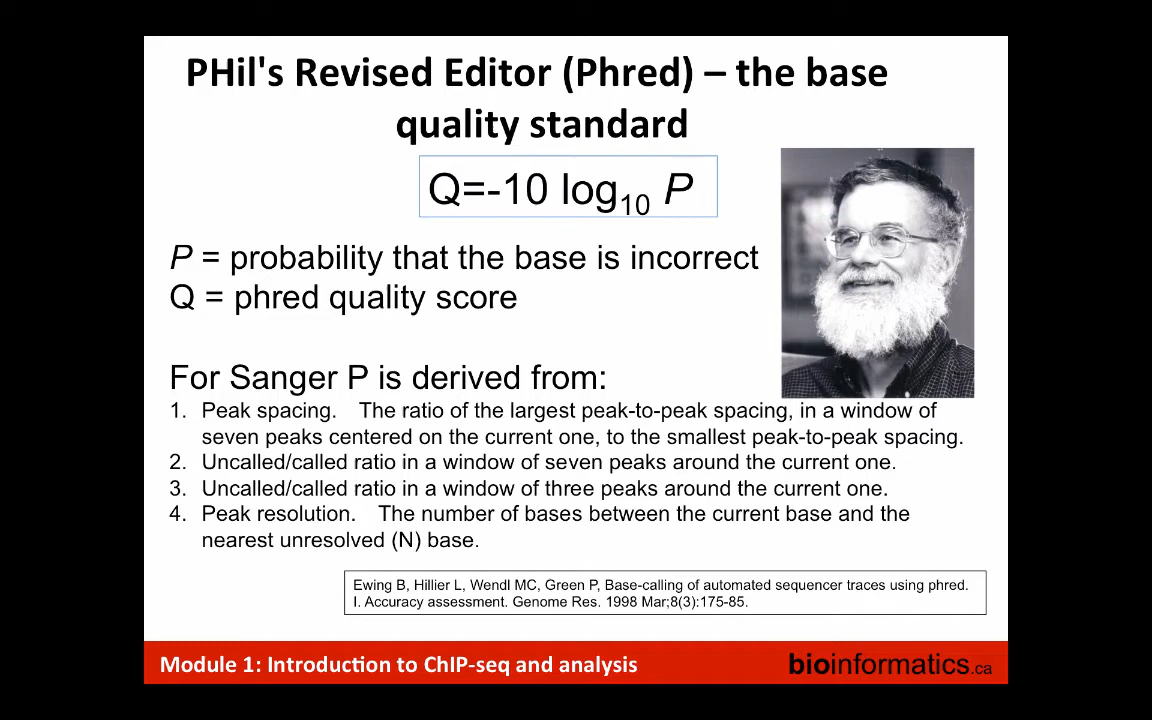 PHil's Revised Editor (Phred) – the base
quality standard
Q=-10 log10 P
P = probability that the base is incorrect
Q = phred quality score
For Sanger P is derived from:
1. Peak spacing. The ratio of the largest peak-to-peak spacing, in a window of
seven peaks centered on the current one, to the smallest peak-to-peak spacing.
2. Uncalled/called ratio in a window of seven peaks around the current one.
3. Uncalled/called ratio in a window of three peaks around the current one.
4. Peak resolution. The number of bases between the current base and the
nearest unresolved (N) base.
Ewing B, Hillier L, Wendl MC, Green P, Base-calling of automated sequencer traces using phred.
I. Accuracy assessment. Genome Res. 1998 Mar;8(3):175-85.
Module 1: Introduction to ChIP-seq and analysis
bioinformatics.ca